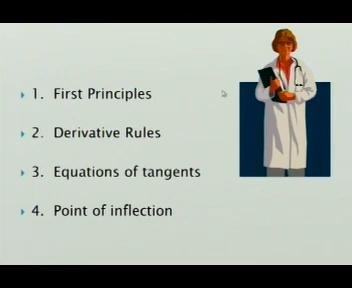 1. First Principles
2. Derivative Rules
3. Equations of tangents
4. Point of inflection